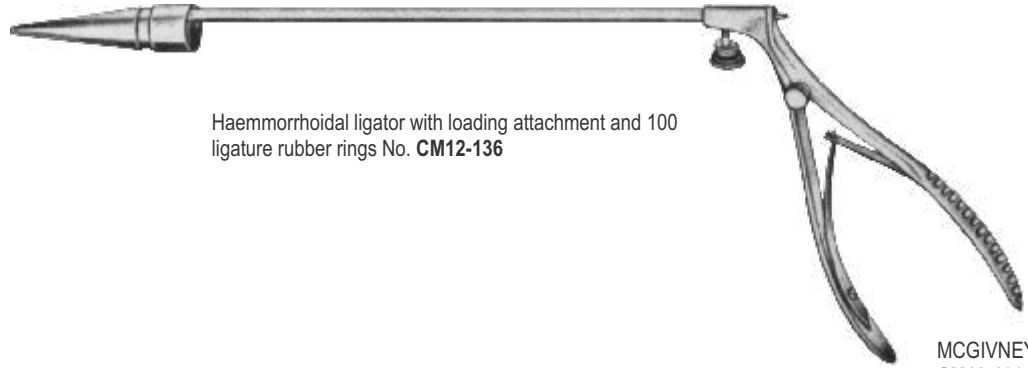 Haemmorrhoidal ligator with loading attachment and 100
ligature rubber rings No. CM12-136
MCGIVNEY